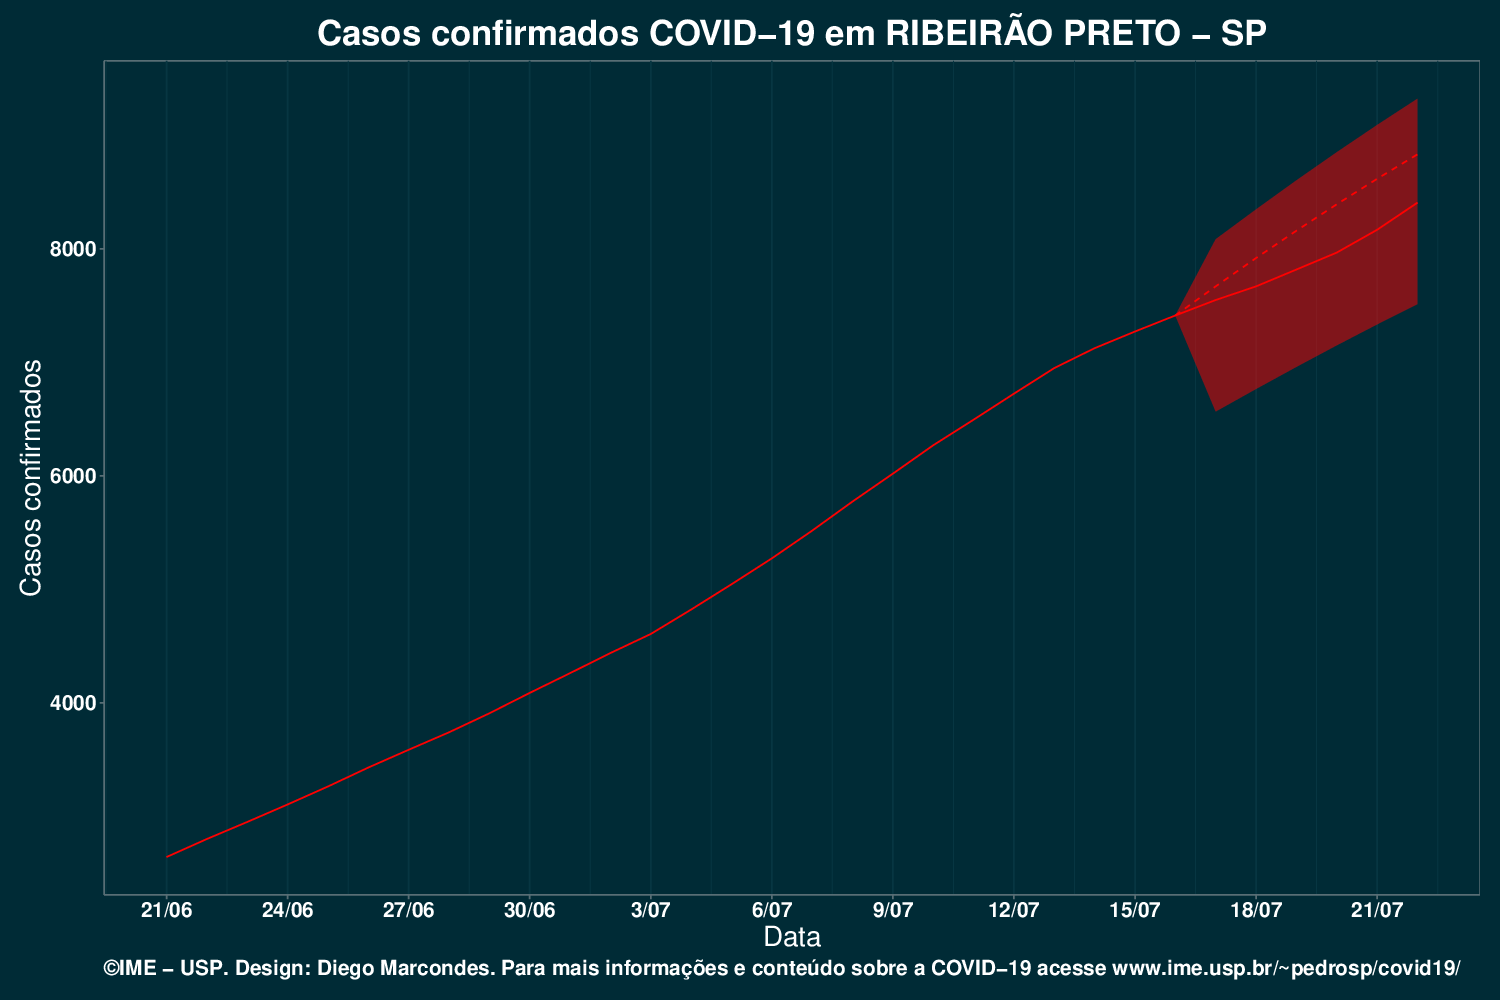 Casos confirmados COVID−19 em RIBEIRÃO PRETO − SP
Casos confirmados
8000
6000
4000
21/06 24/06 27/06 30/06 3/07 6/07 9/07 12/07 15/07 18/07 21/07
Data
©IME − USP. Design: Diego Marcondes. Para mais informações e conteúdo sobre a COVID−19 acesse www.ime.usp.br/~pedrosp/covid19/